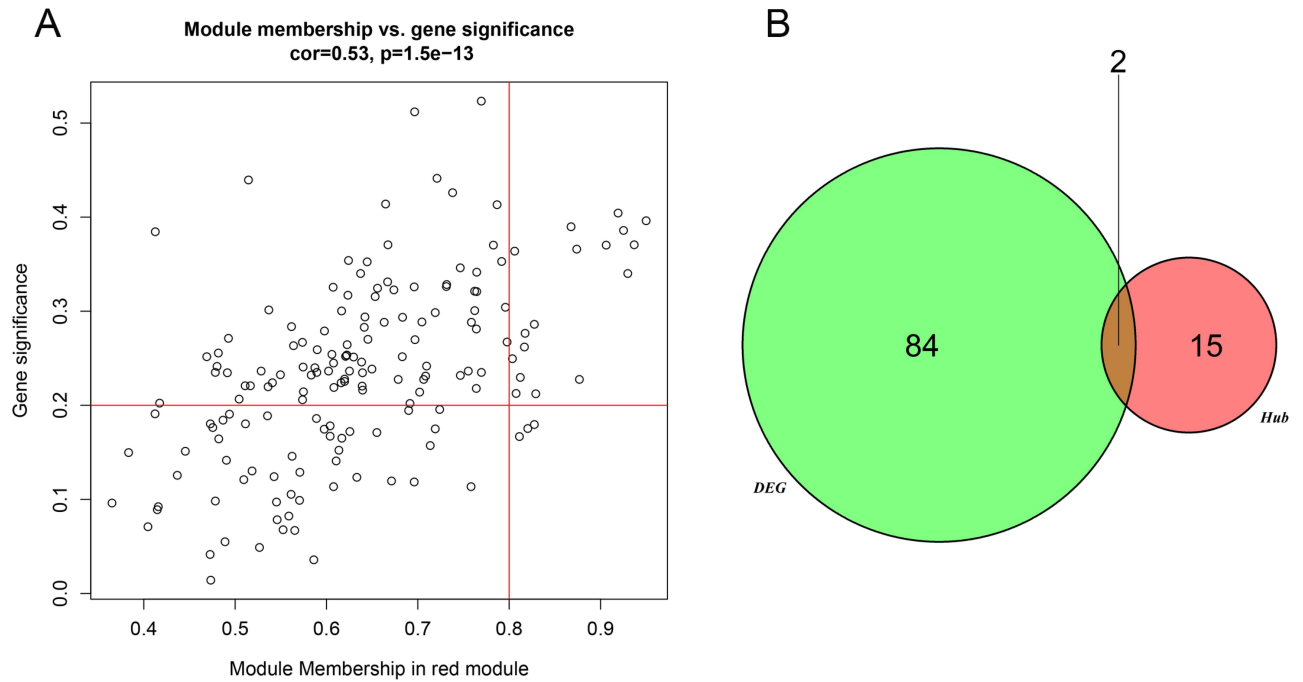 A
Module membership vs. gene significance
cor=0.53, p=1.5e−13
Gene significance
0.5
0.4
0.3
0.2
0.1
0.0
0.4 0.5 0.6 0.7 0.8 0.9
Module Membership in red module
B
2
84
15
DEG
Hub